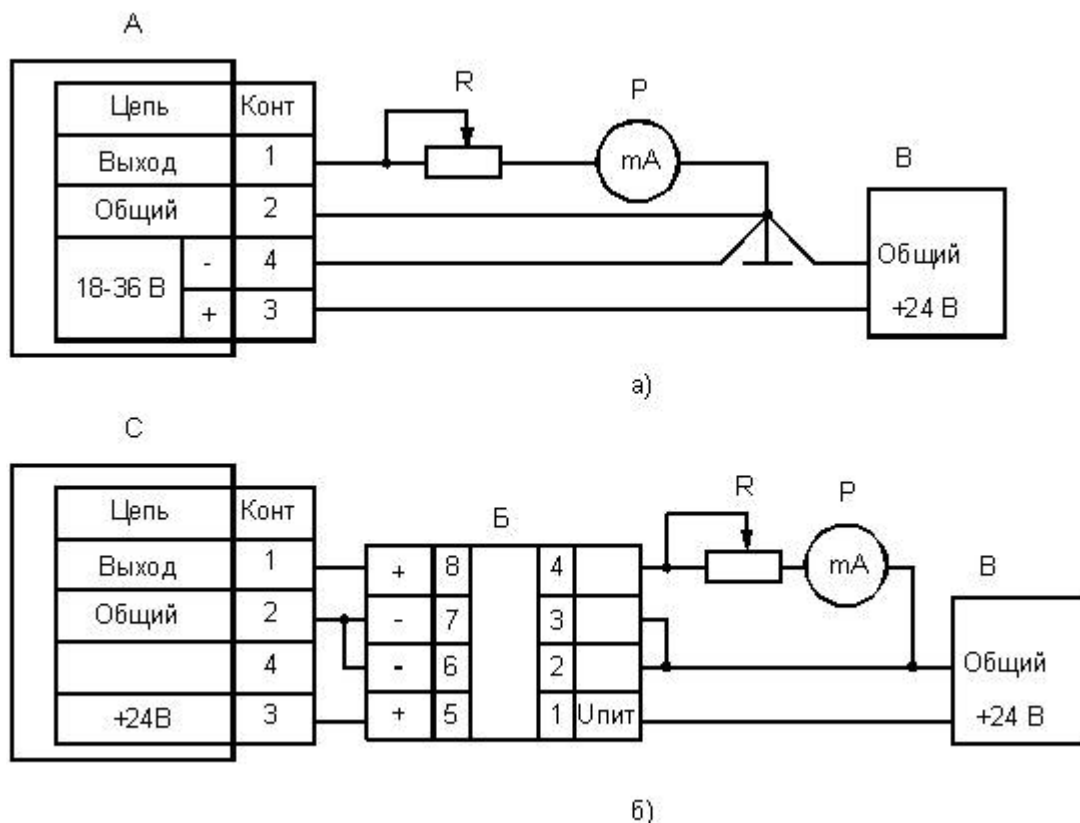 А
Цепь Конт
Выход 1
Общий 2
18-36 В - 4
+ 3
R
P
mA
В
Общий
+24 В
а)
С
Цепь Конт
Выход 1
Общий 2
4
+24В 3
Б
+ 8 4
- 7 3
- 6 2
+ 5 1 Uпит
R
P
mA
В
Общий
+24 В
б)